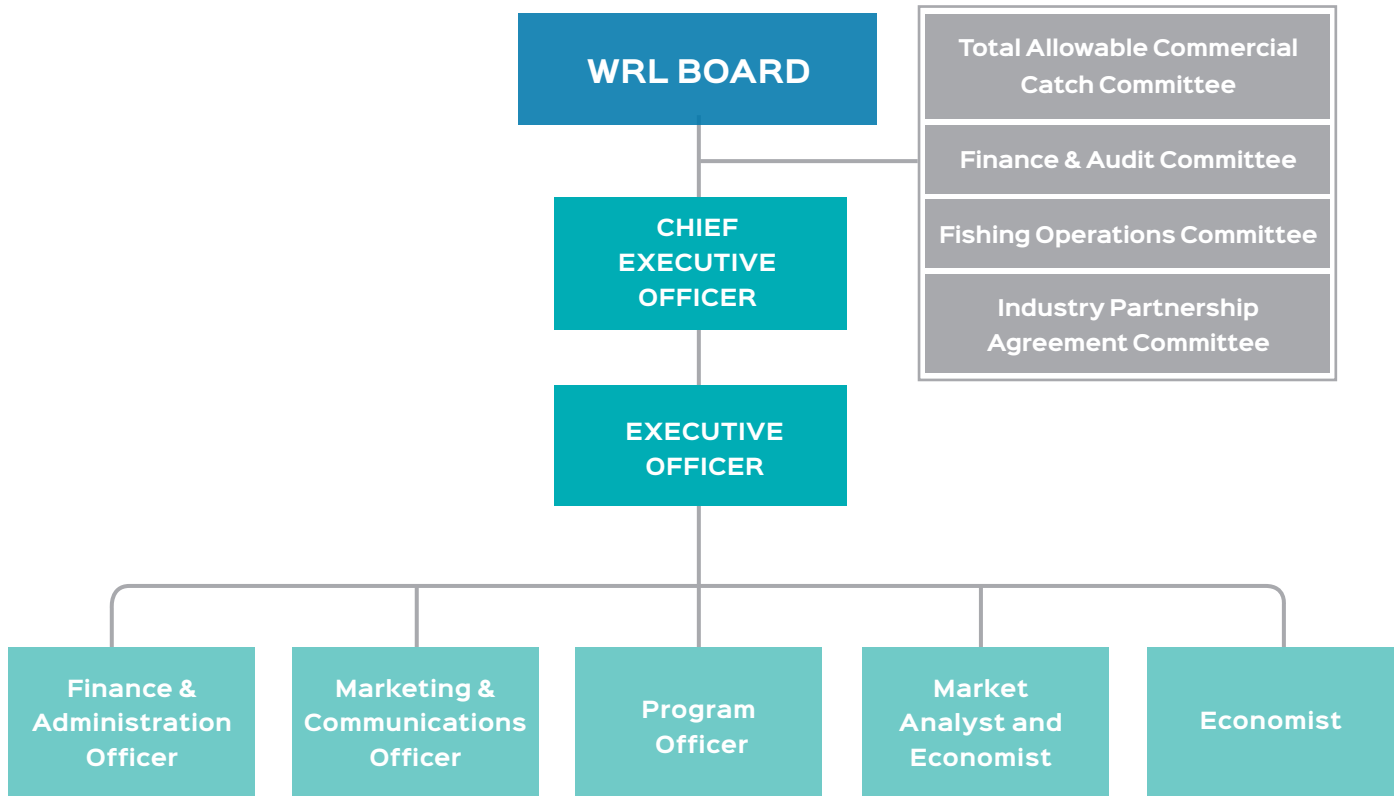 WRL BOARD
Total Allowable Commercial
Catch Committee
Finance & Audit Committee
Fishing Operations Committee
Industry Partnership
Agreement Committee
CHIEF
EXECUTIVE
OFFICER
EXECUTIVE
OFFICER
Finance &
Administration
Officer
Marketing &
Communications
Officer
Program
Officer
Market
Analyst and
Economist
Economist